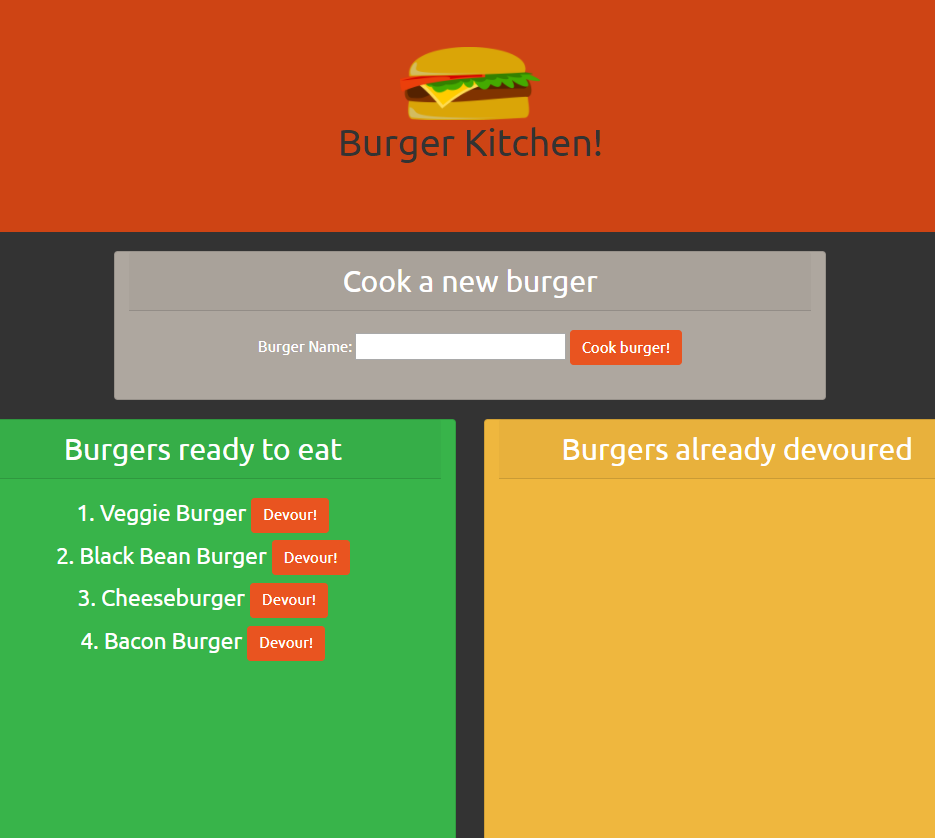 Burger Kitchen!
Cook a new burger
Burger Name: Cook burger!
Burgers ready to eat
1. Veggie Burger Devour!
2. Black Bean Burger Devour!
3. Cheeseburger Devour!
4. Bacon Burger Devour!
Burgers already devoured